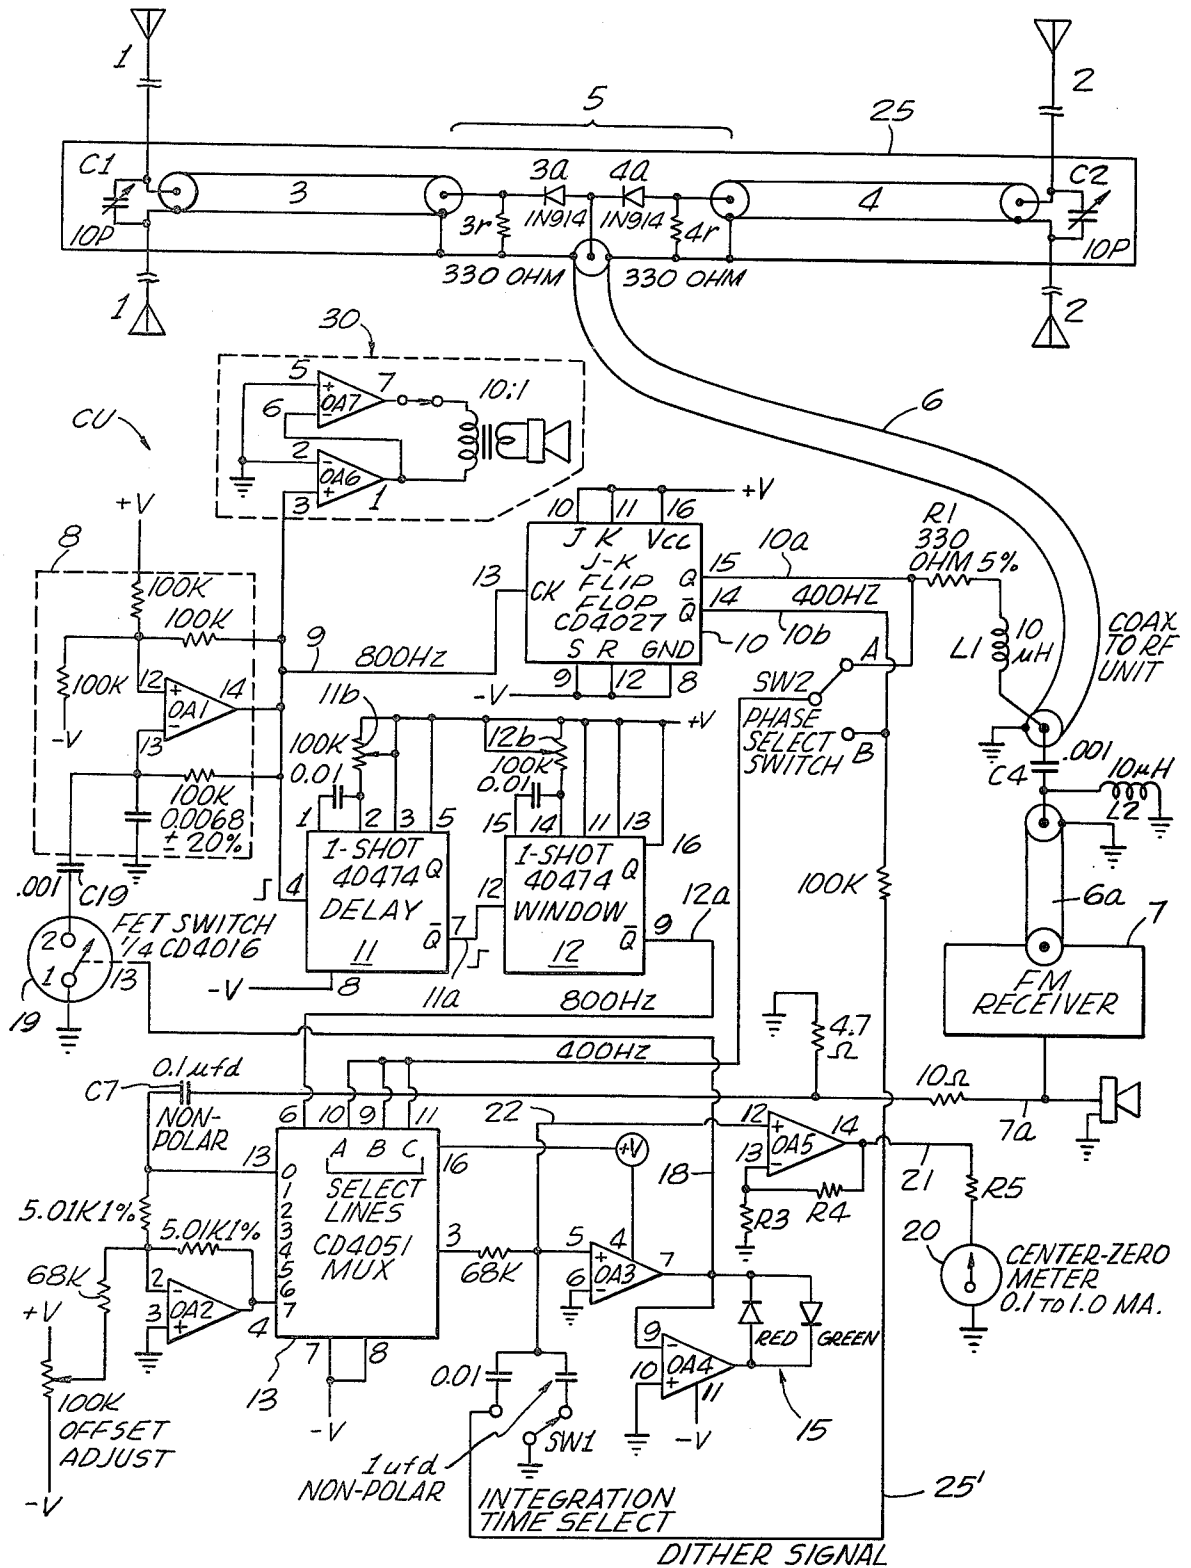 1
2
5
25
C1
3
3a
4a
4
C2
10P
1N914
1N914
3r
4r
10P
330 OHM
330 OHM
1
2
30
5
7
10:1
6
OA7
6
CU
2
OA6
3
1
+V
+V
10
11
16
8
J K VCC
R1
330
OHM 5%
100K
J-K
FLIP
FLOP
CD4027
15
10a
13
CK
Q
100K
14
400HZ
Q̄
10
10b
10
µH
L1
COAX
TO RF
UNIT
9
800Hz
S R GND
A
100K
12
14
11b
-V
9
12
8
SW2
OA1
PHASE
SELECT
SWITCH
B
-V
13
+V
100K
12b
100K
.001
C4
10µH
L2
100K
0.01
0.01
0.0068
± 20%
1
2
3
5
15
14
11
13
16
1-SHOT
40474
Q
DELAY
Q̄
11
1-SHOT
40474
Q
WINDOW
Q̄
12
100K
.001
C19
4
7
12
9
12a
6a
7
FET SWITCH
1/4 CD4016
2
1
13
19
-V
8
11a
800Hz
FM
RECEIVER
4.7
Ω
400HZ
0.1 ufd
C7
NON-
POLAR
10Ω
7a
6
10
9
11
22
12
14
OA5
13
A B C
16
+V
13
0
1
2
3
4
5
6
7
SELECT
LINES
CD4051
MUX
18
21
R5
R4
R3
5.01K1%
5.01K1%
3
68K
5
4
7
OA3
6
20
CENTER-ZERO
METER
0.1 TO 1.0 MA.
68K
2
OA2
3
4
+V
RED
GREEN
7
8
9
OA4
10
11
13
0.01
-V
-V
15
100K
OFFSET
ADJUST
SW1
1 ufd
NON-POLAR
-V
INTEGRATION
TIME SELECT
25'
DITHER SIGNAL